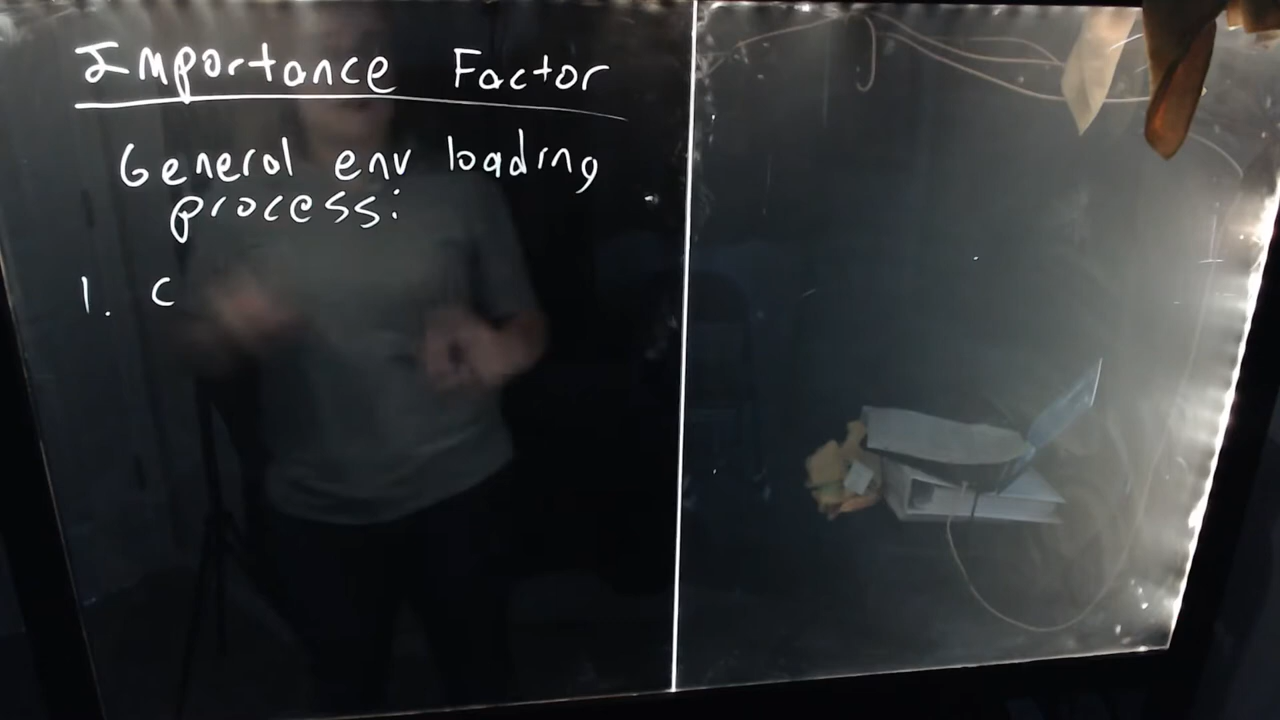 Importance Factor
General env loading
process:
1. C